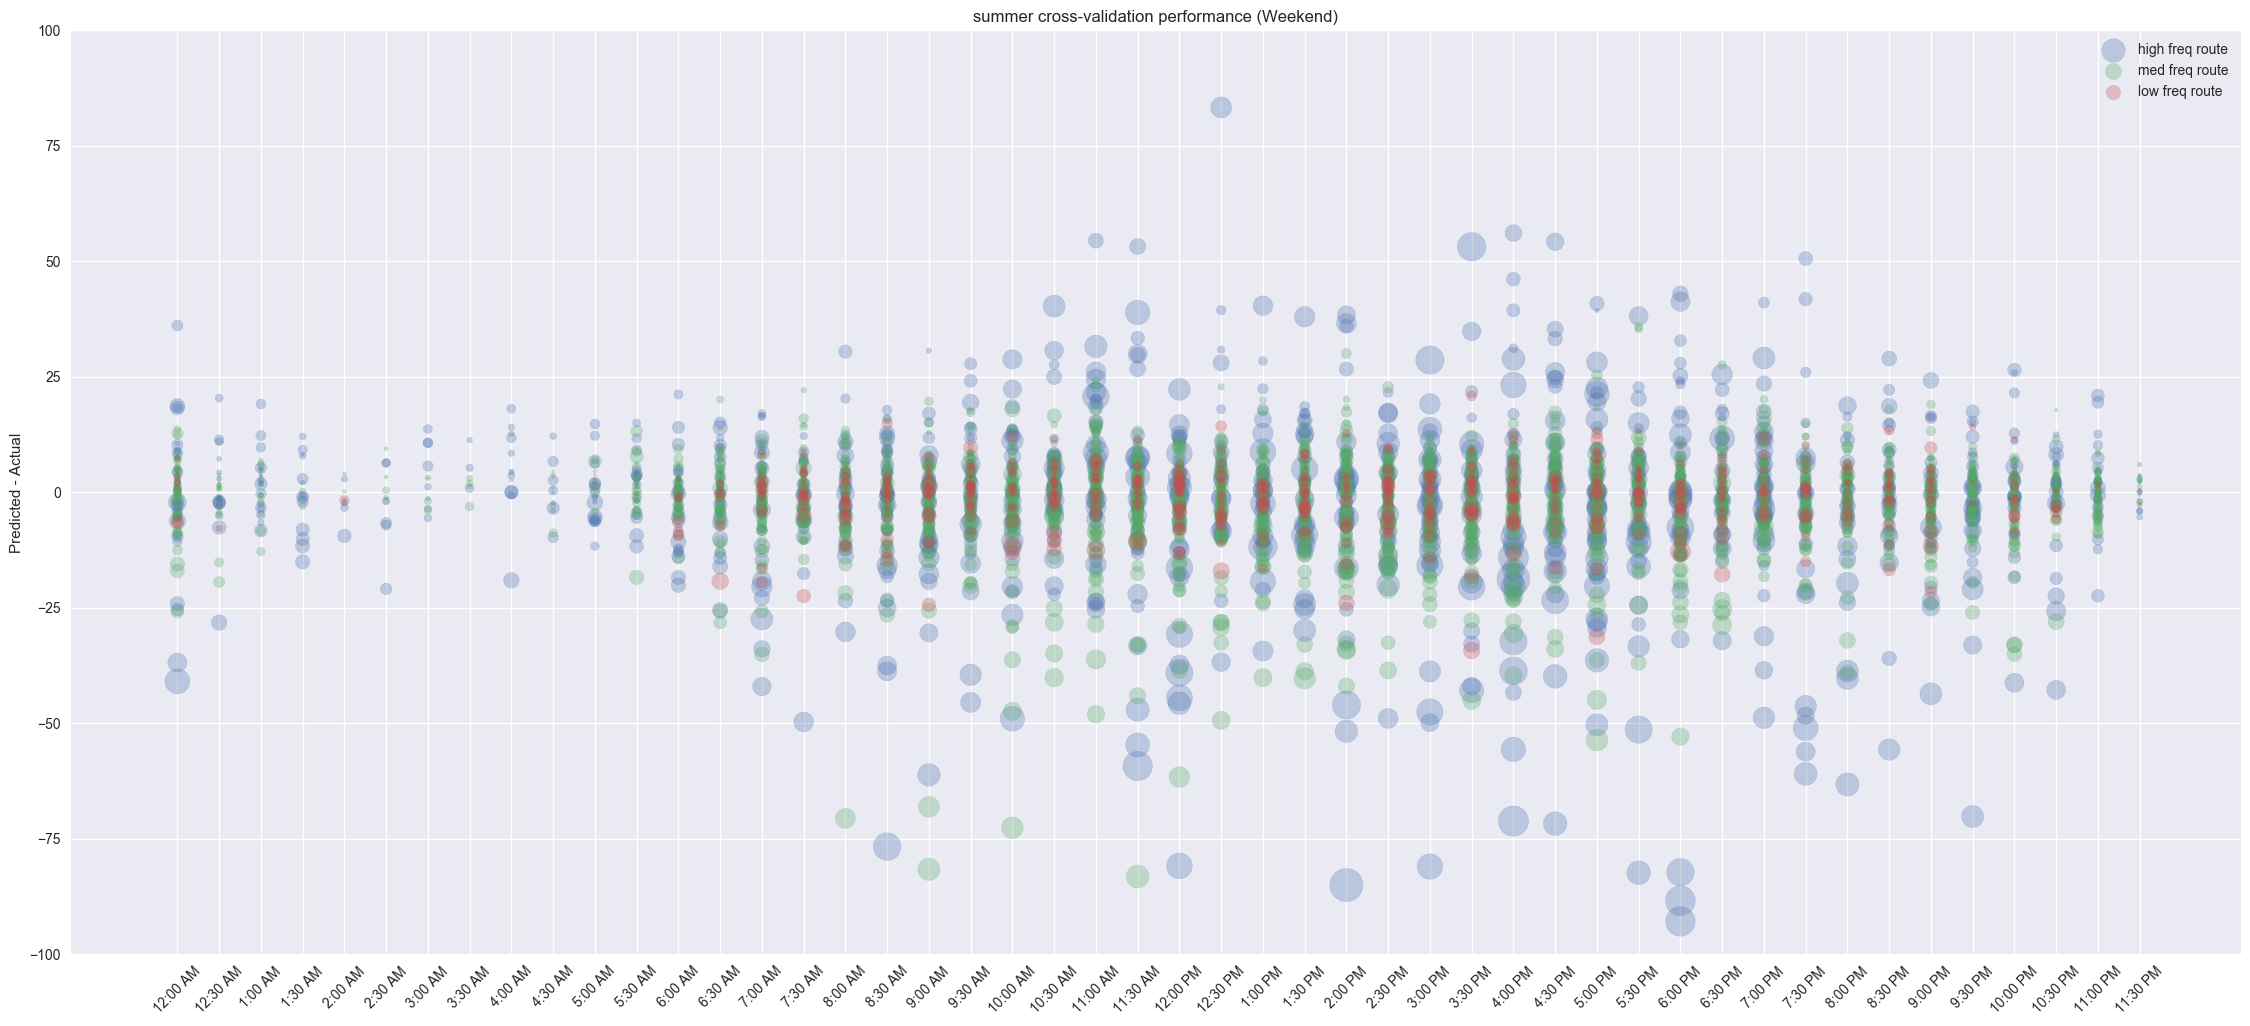 summer cross-validation performance (Weekend)
high freq route
med freq route
low freq route
Predicted - Actual
100
75
50
25
0
−25
−50
−75
−100
12:00 AM
12:30 AM
1:00 AM
1:30 AM
2:00 AM
2:30 AM
3:00 AM
3:30 AM
4:00 AM
4:30 AM
5:00 AM
5:30 AM
6:00 AM
6:30 AM
7:00 AM
7:30 AM
8:00 AM
8:30 AM
9:00 AM
9:30 AM
10:00 AM
10:30 AM
11:00 AM
11:30 AM
12:00 PM
12:30 PM
1:00 PM
1:30 PM
2:00 PM
2:30 PM
3:00 PM
3:30 PM
4:00 PM
4:30 PM
5:00 PM
5:30 PM
6:00 PM
6:30 PM
7:00 PM
7:30 PM
8:00 PM
8:30 PM
9:00 PM
9:30 PM
10:00 PM
10:30 PM
11:00 PM
11:30 PM